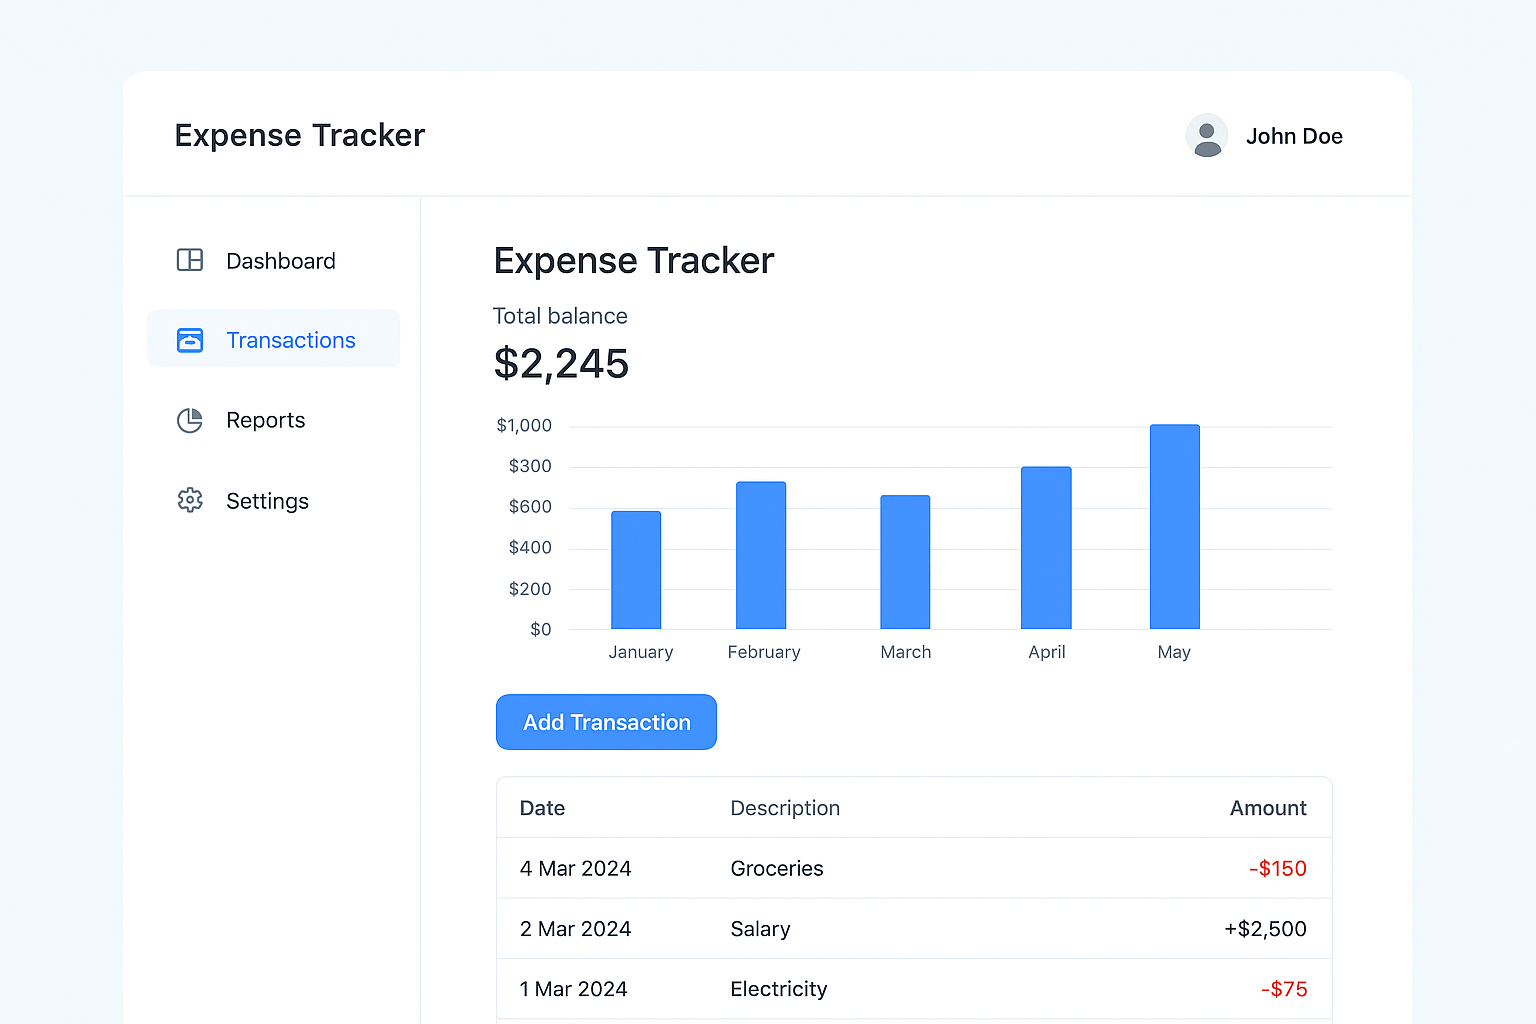 Expense Tracker
John Doe
Dashboard
Transactions
Reports
Settings
Expense Tracker
Total balance
$2,245
$1,000
$300
$600
$400
$200
$0
January February March April May
Add Transaction
Date Description Amount
4 Mar 2024 Groceries -$150
2 Mar 2024 Salary +$2,500
1 Mar 2024 Electricity -$75